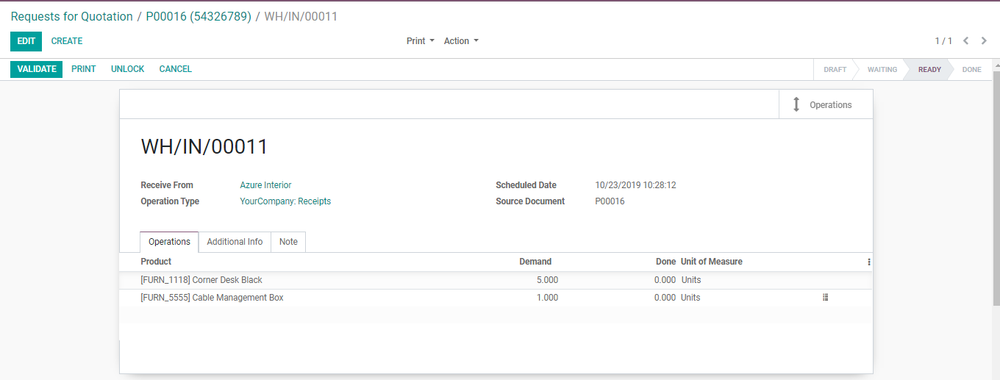 Requests for Quotation / P00016 (54326789) / WH/IN/00011
EDIT CREATE Print Action 1 / 1
VALIDATE PRINT UNLOCK CANCEL DRAFT WAITING READY DONE
Operations
WH/IN/00011
Receive From Azure Interior Scheduled Date 10/23/2019 10:28:12
Operation Type YourCompany: Receipts Source Document P00016
Operations Additional Info Note
Product Demand Done Unit of Measure
[FURN_1118] Corner Desk Black 5.000 0.000 Units
[FURN_5555] Cable Management Box 1.000 0.000 Units